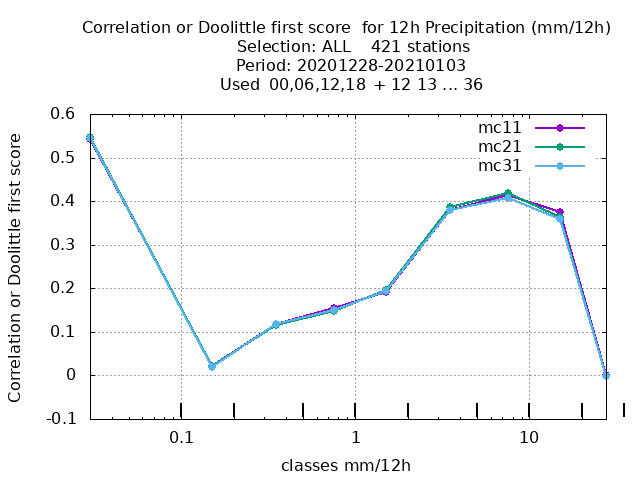 Correlation or Doolittle first score  for 12h Precipitation (mm/12h)
Selection: ALL    421 stations
Period: 20201228-20210103
Used  00,06,12,18  + 12 13 ... 36
mc11
mc21
mc31
Correlation or Doolittle first score
0.6
0.5
0.4
0.3
0.2
0.1
0
-0.1
0.1
1
10
classes mm/12h